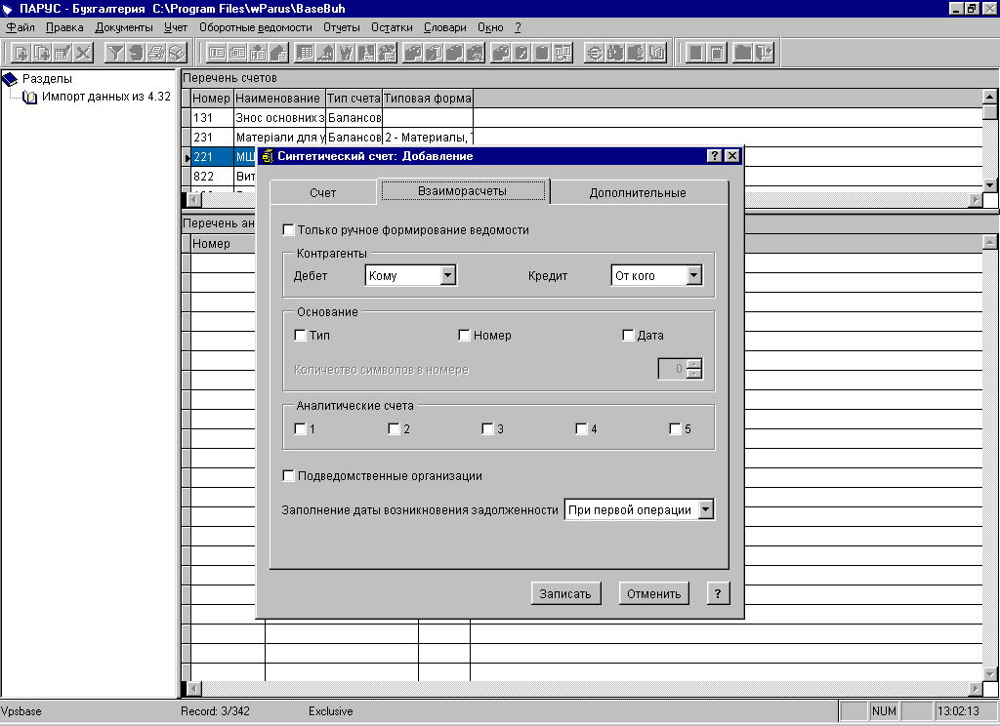 ПАРУС - Бухгалтерия C:\Program Files\wParus\BaseBuh
Файл Правка Документы Учет Оборотные ведомости Отчеты Остатки Словари Окно ?
Разделы
Импорт данных из 4.32
Перечень счетов
Номер Наименование Тип счета Типовая форма
131 Знос основних з Балансов
231 Матеріали для у Балансов 2 - Материалы,
221 МШ
822 Вит
Перечень ан
Номер
Синтетический счет: Добавление
Счет Взаиморасчеты Дополнительные
Только ручное формирование ведомости
Контрагенты
Дебет Кому Кредит От кого
Основание
Тип Номер Дата
Количество символов в номере 0
Аналитические счета
1 2 3 4 5
Подведомственные организации
Заполнение даты возникновения задолженности При первой операции
Записать Отменить ?
Vpsbase Record: 3/342 Exclusive NUM 13:02:13